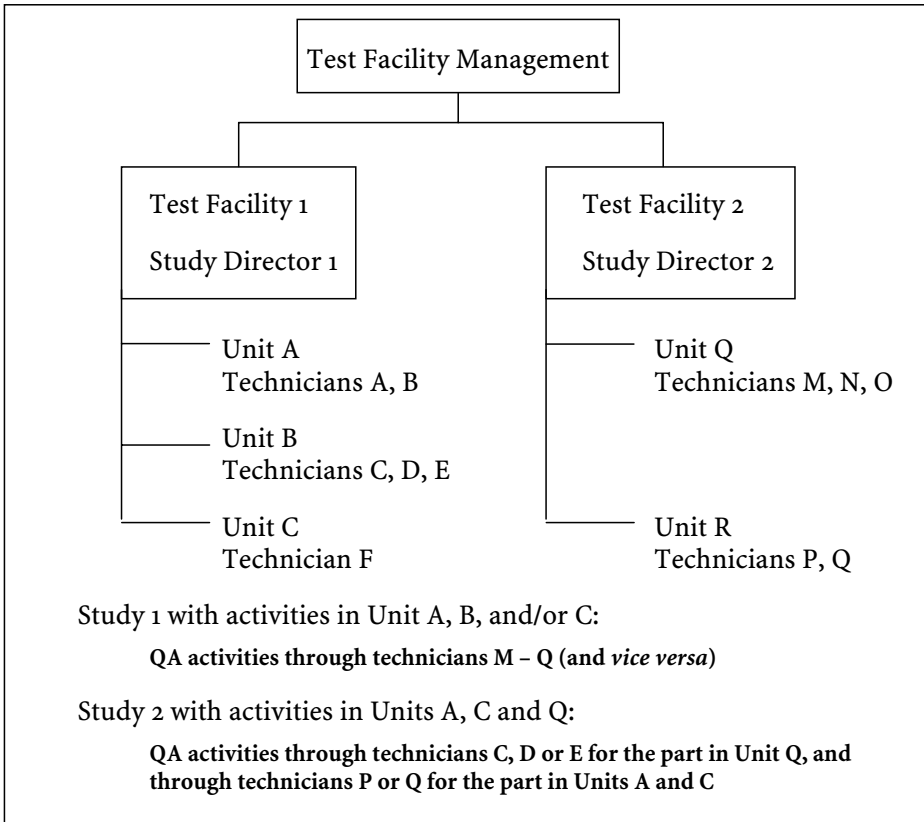 Test Facility Management
Test Facility 1
Study Director 1
Test Facility 2
Study Director 2
Unit A
Technicians A, B
Unit B
Technicians C, D, E
Unit C
Technician F
Unit Q
Technicians M, N, O
Unit R
Technicians P, Q
Study 1 with activities in Unit A, B, and/or C:
QA activities through technicians M – Q (and vice versa)
Study 2 with activities in Units A, C and Q:
QA activities through technicians C, D or E for the part in Unit Q, and
through technicians P or Q for the part in Units A and C